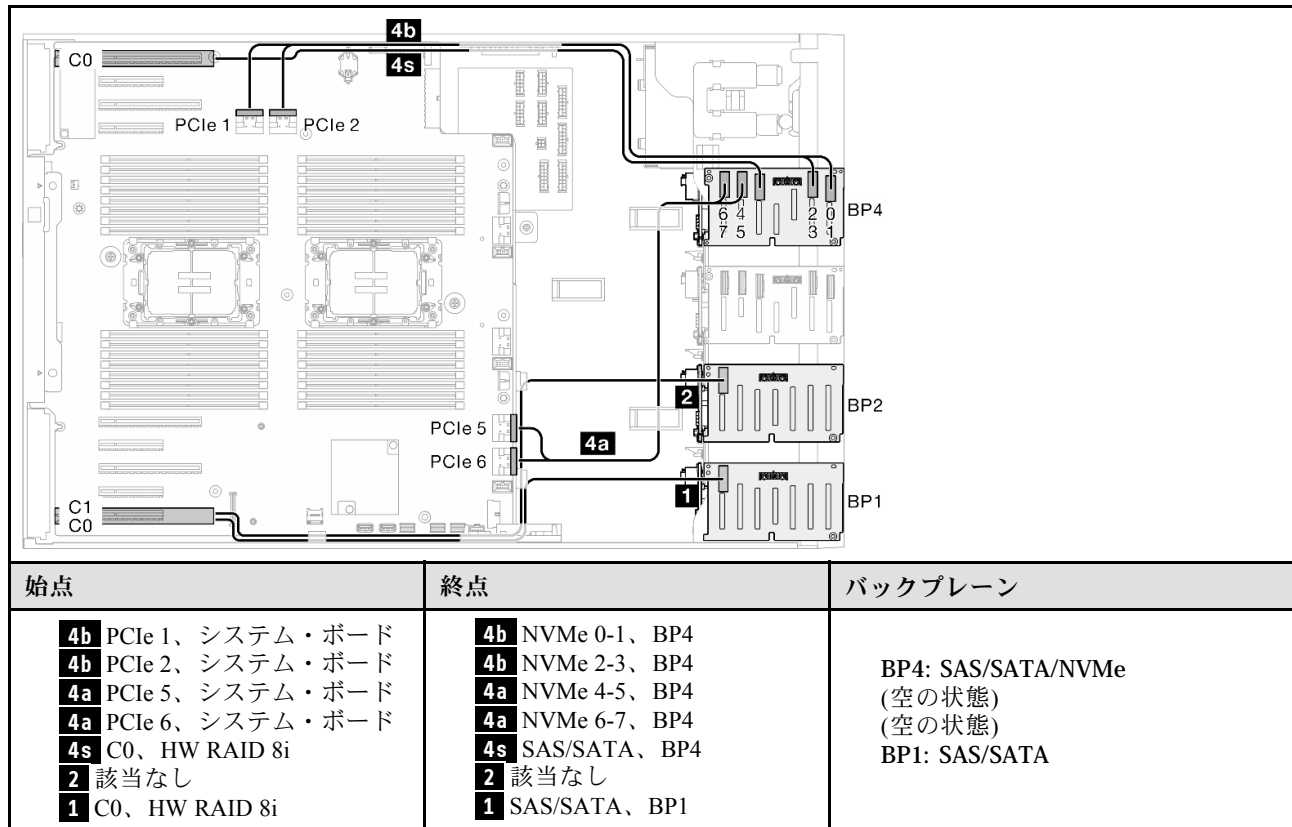 4b
C0
4s
PCIe 1
PCIe 2
6 4 2 0
BP4
7 5 3 1
2
BP2
PCIe 5
4a
PCIe 6
1
BP1
C1
C0
始点
終点
バックプレーン
4b PCIe 1、システム・ボード
4b PCIe 2、システム・ボード
4a PCIe 5、システム・ボード
4a PCIe 6、システム・ボード
4s C0、HW RAID 8i
2 該当なし
1 C0、HW RAID 8i
4b NVMe 0-1、BP4
4b NVMe 2-3、BP4
4a NVMe 4-5、BP4
4a NVMe 6-7、BP4
4s SAS/SATA、BP4
2 該当なし
1 SAS/SATA、BP1
BP4: SAS/SATA/NVMe
(空の状態)
(空の状態)
BP1: SAS/SATA